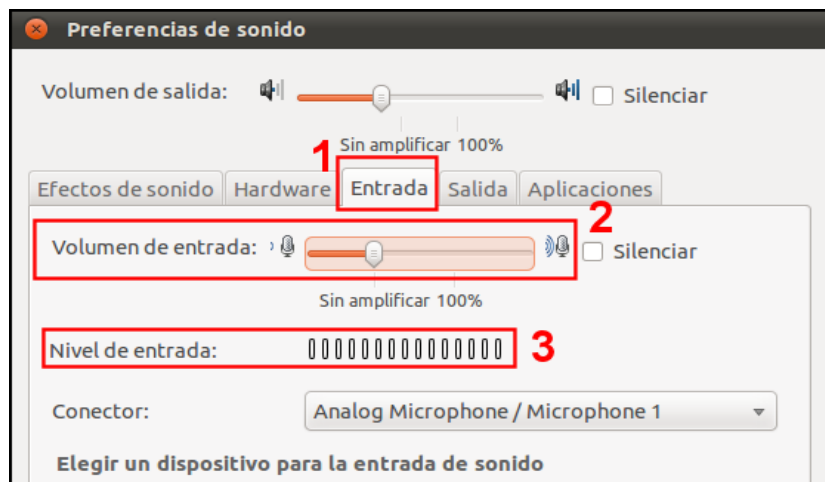 Preferencias de sonido
Volumen de salida: Silenciar
Sin amplificar 100%
1
Efectos de sonido Hardware Entrada Salida Aplicaciones
2
Volumen de entrada: Silenciar
Sin amplificar 100%
Nivel de entrada: 3
Conector: Analog Microphone / Microphone 1
Elegir un dispositivo para la entrada de sonido